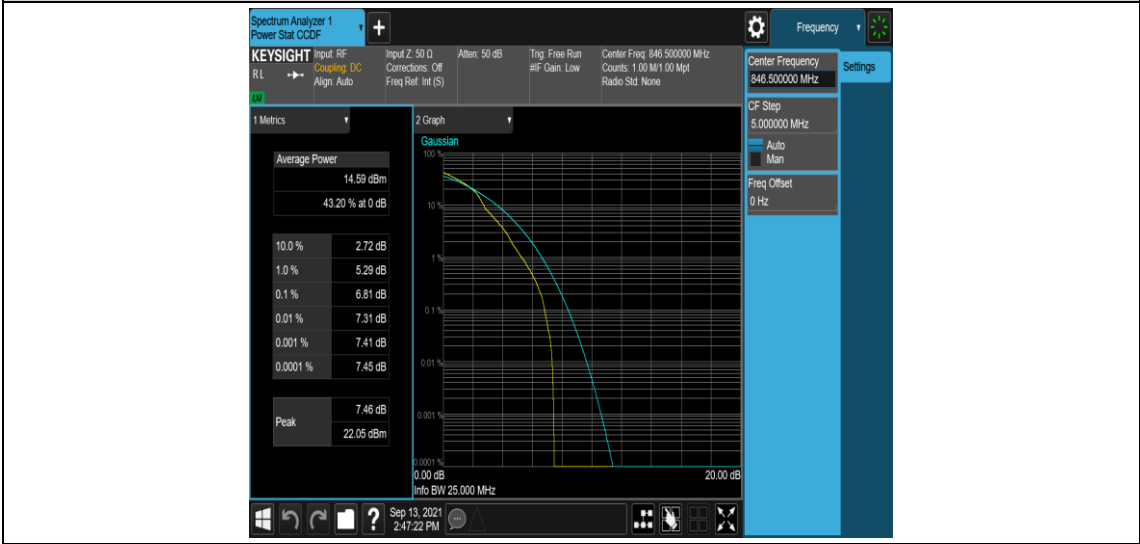 Spectrum Analyzer 1
Power Stat CCDF
+
Frequency
KEYSIGHT
RL
LM
Input: RF
Coupling: DC
Align: Auto
Input Z: 50 Ω
Corrections: Off
Freq Ref: Int (S)
Atten: 50 dB
Trig: Free Run
#IF Gain: Low
Center Freq: 846.500000 MHz
Counts: 1.00 M/1.00 Mpt
Radio Std: None
Center Frequency
846.500000 MHz
Settings
CF Step
5.000000 MHz
Auto
Man
Freq Offset
0 Hz
1 Metrics
Average Power
14.59 dBm
43.20 % at 0 dB
10.0 % 2.72 dB
1.0 % 5.29 dB
0.1 % 6.81 dB
0.01 % 7.31 dB
0.001 % 7.41 dB
0.0001 % 7.45 dB
Peak
7.46 dB
22.05 dBm
2 Graph
Gaussian
100 %
10 %
1 %
0.1 %
0.01 %
0.001 %
0.0001 %
0.00 dB 20.00 dB
Info BW 25.000 MHz
?
Sep 13, 2021
2:47:22 PM